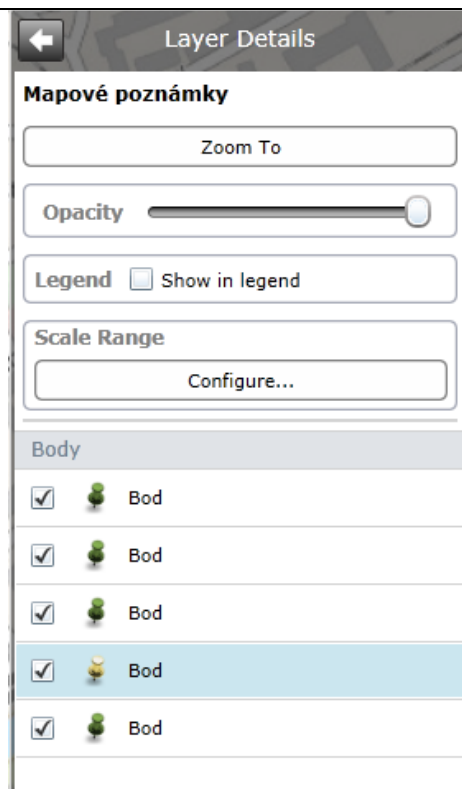 Layer Details
Mapové poznámky
Zoom To
Opacity
Legend Show in legend
Scale Range
Configure...
Body
Bod
Bod
Bod
Bod
Bod